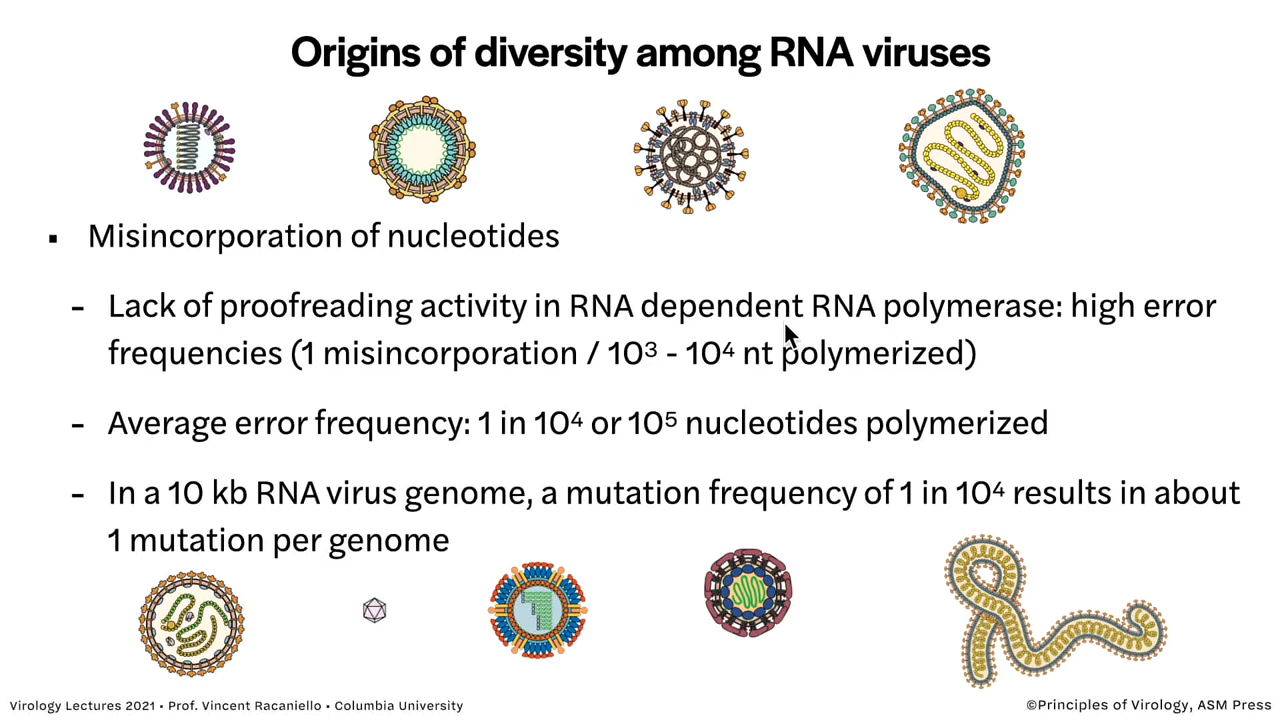 Origins of diversity among RNA viruses
▪ Misincorporation of nucleotides
- Lack of proofreading activity in RNA dependent RNA polymerase: high error
frequencies (1 misincorporation / 10³ - 10⁴ nt polymerized)
- Average error frequency: 1 in 10⁴ or 10⁵ nucleotides polymerized
- In a 10 kb RNA virus genome, a mutation frequency of 1 in 10⁴ results in about
1 mutation per genome
Virology Lectures 2021 • Prof. Vincent Racaniello • Columbia University
©Principles of Virology, ASM Press